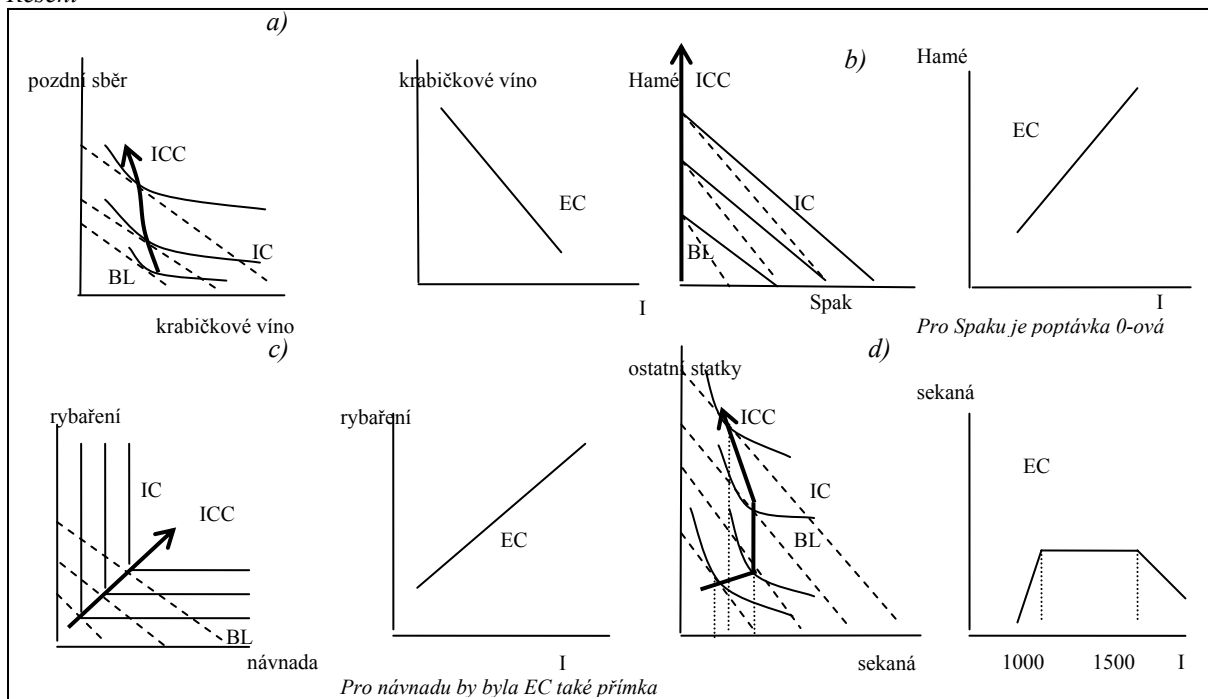 Řešení
a)
pozdní sběr
ICC
IC
BL
krabičkové víno
krabičkové víno
EC
I
b)
Hamé
ICC
IC
BL
Spak
Hamé
EC
I
Pro Spaku je poptávka 0-ová
c)
rybaření
IC
ICC
BL
návnada
rybaření
EC
I
Pro návnadu by byla EC také přímka
d)
ostatní statky
ICC
IC
BL
sekaná
sekaná
EC
1000 1500 I